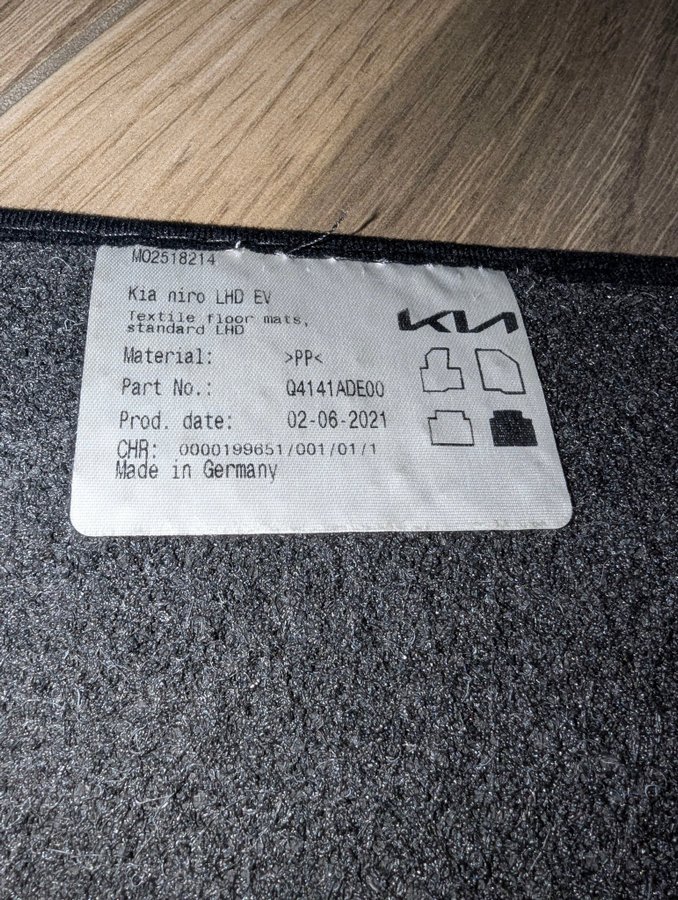 MO2518214
Kia niro LHD EV
Textile floor mats,
standard LHD
KIA
Material: >PP<
Part No.: Q4141ADE00
Prod. date: 02-06-2021
CHR: 0000199651/001/01/1
Made in Germany